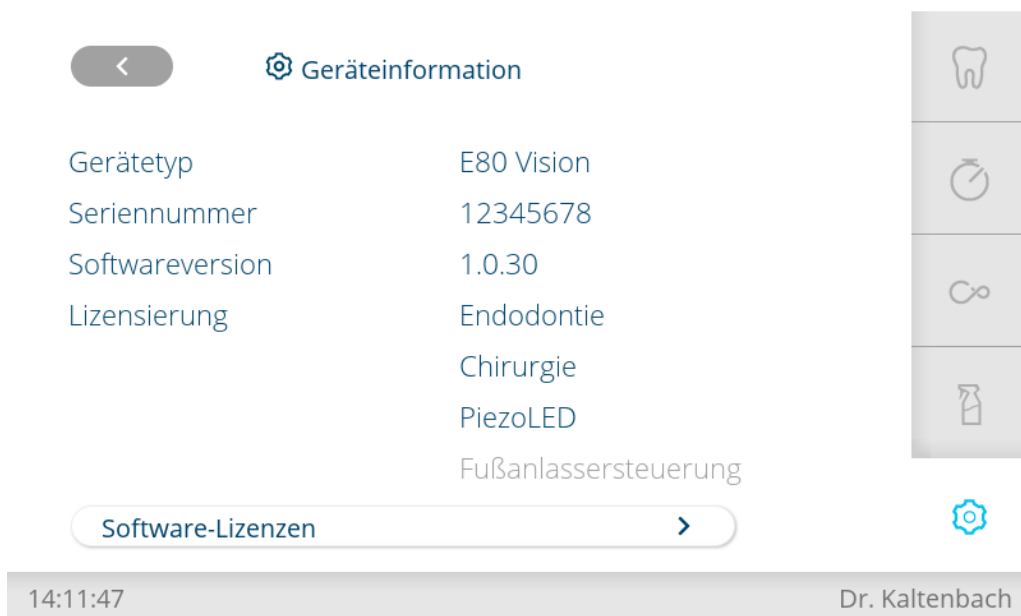 Geräteinformation
Gerätetyp E80 Vision
Seriennummer 12345678
Softwareversion 1.0.30
Lizensierung Endodontie
Chirurgie
PiezoLED
Fußanlassersteuerung
Software-Lizenzen
14:11:47 Dr. Kaltenbach